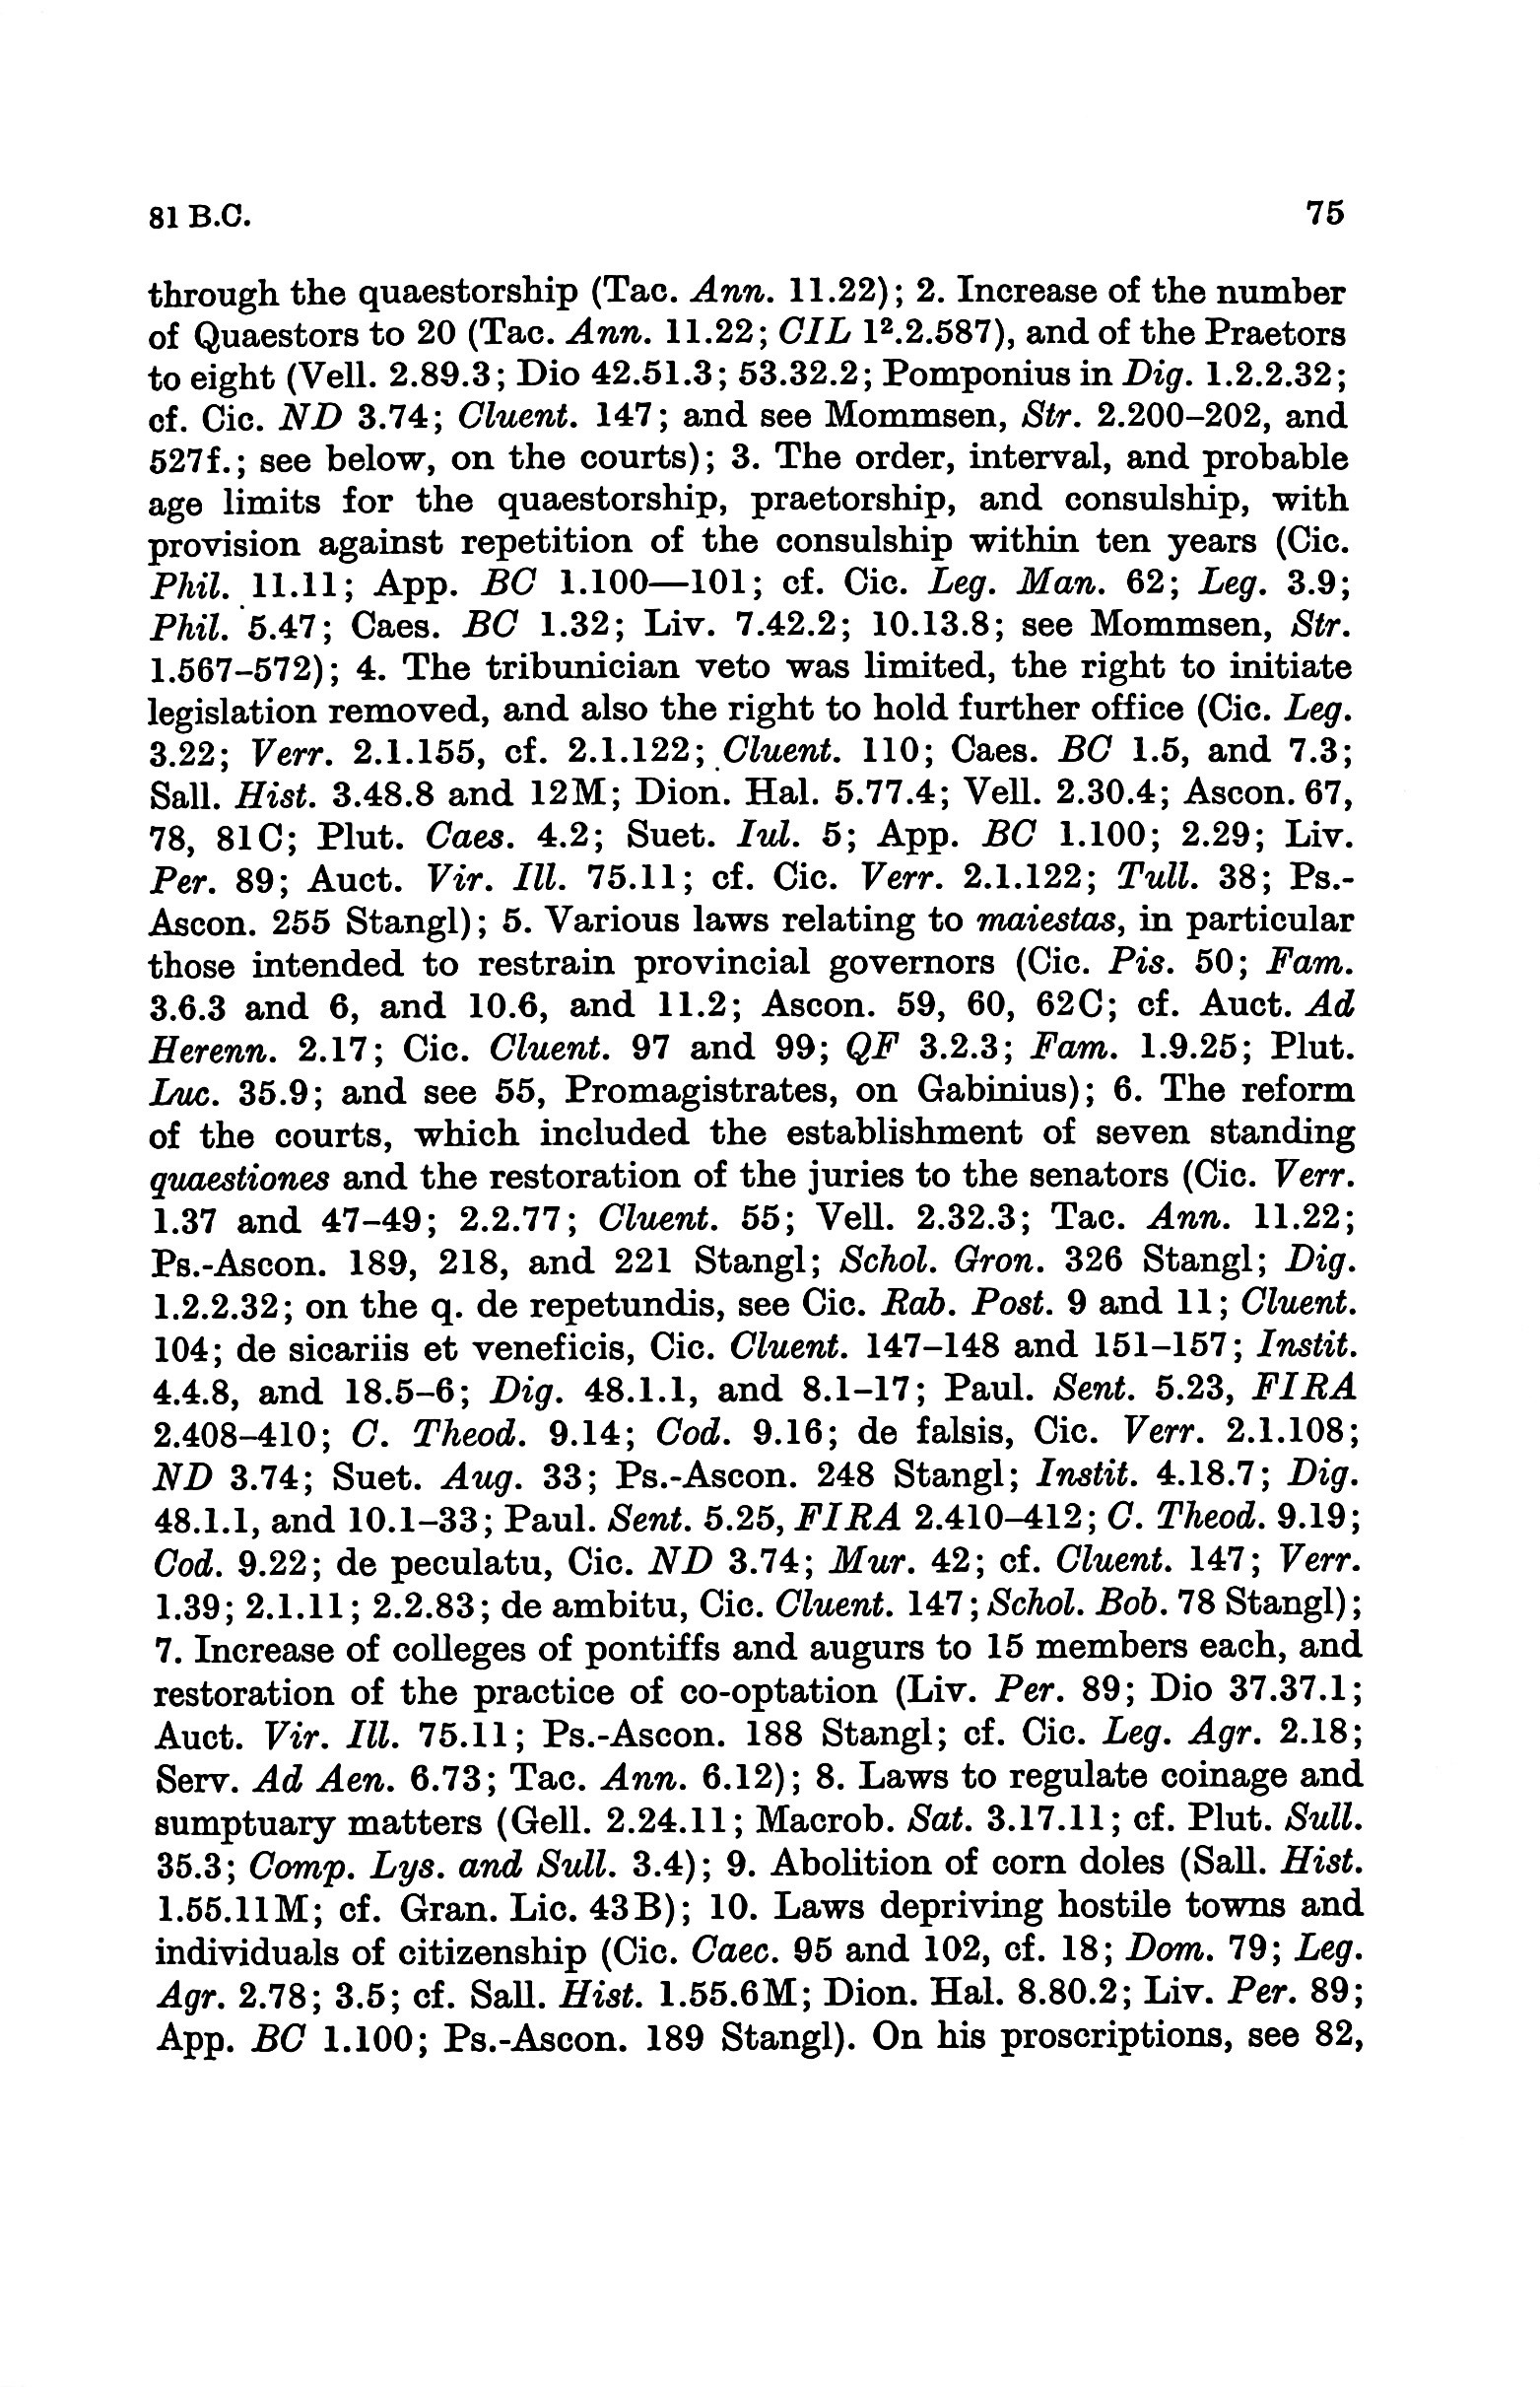 81 B.C. 75
through the quaestorship (Tac. Ann. 11.22); 2. Increase of the number
of Quaestors to 20 (Tac. Ann. 11.22; CIL 1².2.587), and of the Praetors
to eight (Vell. 2.89.3; Dio 42.51.3; 53.32.2; Pomponius in Dig. 1.2.2.32;
cf. Cic. ND 3.74; Cluent. 147; and see Mommsen, Str. 2.200–202, and
527f.; see below, on the courts); 3. The order, interval, and probable
age limits for the quaestorship, praetorship, and consulship, with
provision against repetition of the consulship within ten years (Cic.
Phil. 11.11; App. BC 1.100—101; cf. Cic. Leg. Man. 62; Leg. 3.9;
Phil. 5.47; Caes. BC 1.32; Liv. 7.42.2; 10.13.8; see Mommsen, Str.
1.567–572); 4. The tribunician veto was limited, the right to initiate
legislation removed, and also the right to hold further office (Cic. Leg.
3.22; Verr. 2.1.155, cf. 2.1.122; Cluent. 110; Caes. BC 1.5, and 7.3;
Sall. Hist. 3.48.8 and 12M; Dion. Hal. 5.77.4; Vell. 2.30.4; Ascon. 67,
78, 81C; Plut. Caes. 4.2; Suet. Iul. 5; App. BC 1.100; 2.29; Liv.
Per. 89; Auct. Vir. Ill. 75.11; cf. Cic. Verr. 2.1.122; Tull. 38; Ps.-
Ascon. 255 Stangl); 5. Various laws relating to maiestas, in particular
those intended to restrain provincial governors (Cic. Pis. 50; Fam.
3.6.3 and 6, and 10.6, and 11.2; Ascon. 59, 60, 62C; cf. Auct. Ad
Herenn. 2.17; Cic. Cluent. 97 and 99; QF 3.2.3; Fam. 1.9.25; Plut.
Luc. 35.9; and see 55, Promagistrates, on Gabinius); 6. The reform
of the courts, which included the establishment of seven standing
quaestiones and the restoration of the juries to the senators (Cic. Verr.
1.37 and 47–49; 2.2.77; Cluent. 55; Vell. 2.32.3; Tac. Ann. 11.22;
Ps.-Ascon. 189, 218, and 221 Stangl; Schol. Gron. 326 Stangl; Dig.
1.2.2.32; on the q. de repetundis, see Cic. Rab. Post. 9 and 11; Cluent.
104; de sicariis et veneficis, Cic. Cluent. 147–148 and 151–157; Instit.
4.4.8, and 18.5–6; Dig. 48.1.1, and 8.1–17; Paul. Sent. 5.23, FIRA
2.408–410; C. Theod. 9.14; Cod. 9.16; de falsis, Cic. Verr. 2.1.108;
ND 3.74; Suet. Aug. 33; Ps.-Ascon. 248 Stangl; Instit. 4.18.7; Dig.
48.1.1, and 10.1–33; Paul. Sent. 5.25, FIRA 2.410–412; C. Theod. 9.19;
Cod. 9.22; de peculatu, Cic. ND 3.74; Mur. 42; cf. Cluent. 147; Verr.
1.39; 2.1.11; 2.2.83; de ambitu, Cic. Cluent. 147; Schol. Bob. 78 Stangl);
7. Increase of colleges of pontiffs and augurs to 15 members each, and
restoration of the practice of co-optation (Liv. Per. 89; Dio 37.37.1;
Auct. Vir. Ill. 75.11; Ps.-Ascon. 188 Stangl; cf. Cic. Leg. Agr. 2.18;
Serv. Ad Aen. 6.73; Tac. Ann. 6.12); 8. Laws to regulate coinage and
sumptuary matters (Gell. 2.24.11; Macrob. Sat. 3.17.11; cf. Plut. Sull.
35.3; Comp. Lys. and Sull. 3.4); 9. Abolition of corn doles (Sall. Hist.
1.55.11M; cf. Gran. Lic. 43B); 10. Laws depriving hostile towns and
individuals of citizenship (Cic. Caec. 95 and 102, cf. 18; Dom. 79; Leg.
Agr. 2.78; 3.5; cf. Sall. Hist. 1.55.6M; Dion. Hal. 8.80.2; Liv. Per. 89;
App. BC 1.100; Ps.-Ascon. 189 Stangl). On his proscriptions, see 82,